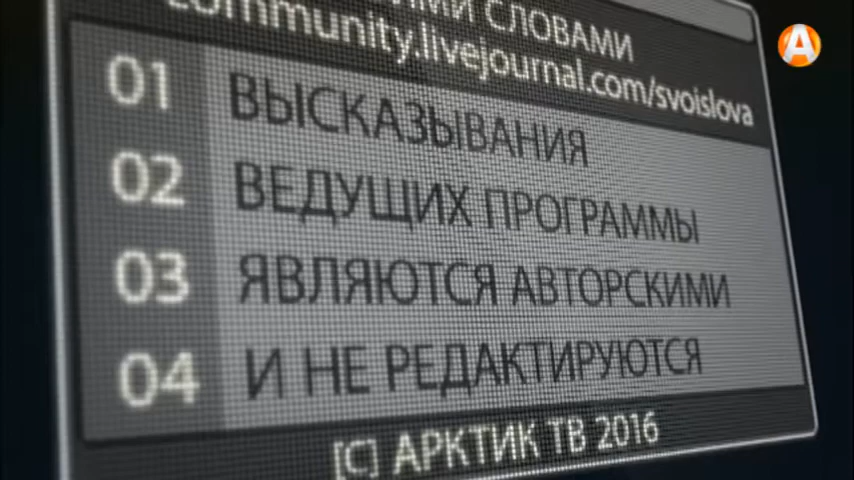 СЛОВАМИ
community.livejournal.com/svoislova
01 ВЫСКАЗЫВАНИЯ
02 ВЕДУЩИХ ПРОГРАММЫ
03 ЯВЛЯЮТСЯ АВТОРСКИМИ
04 И НЕ РЕДАКТИРУЮТСЯ
[C] АРКТИК ТВ 2016
A